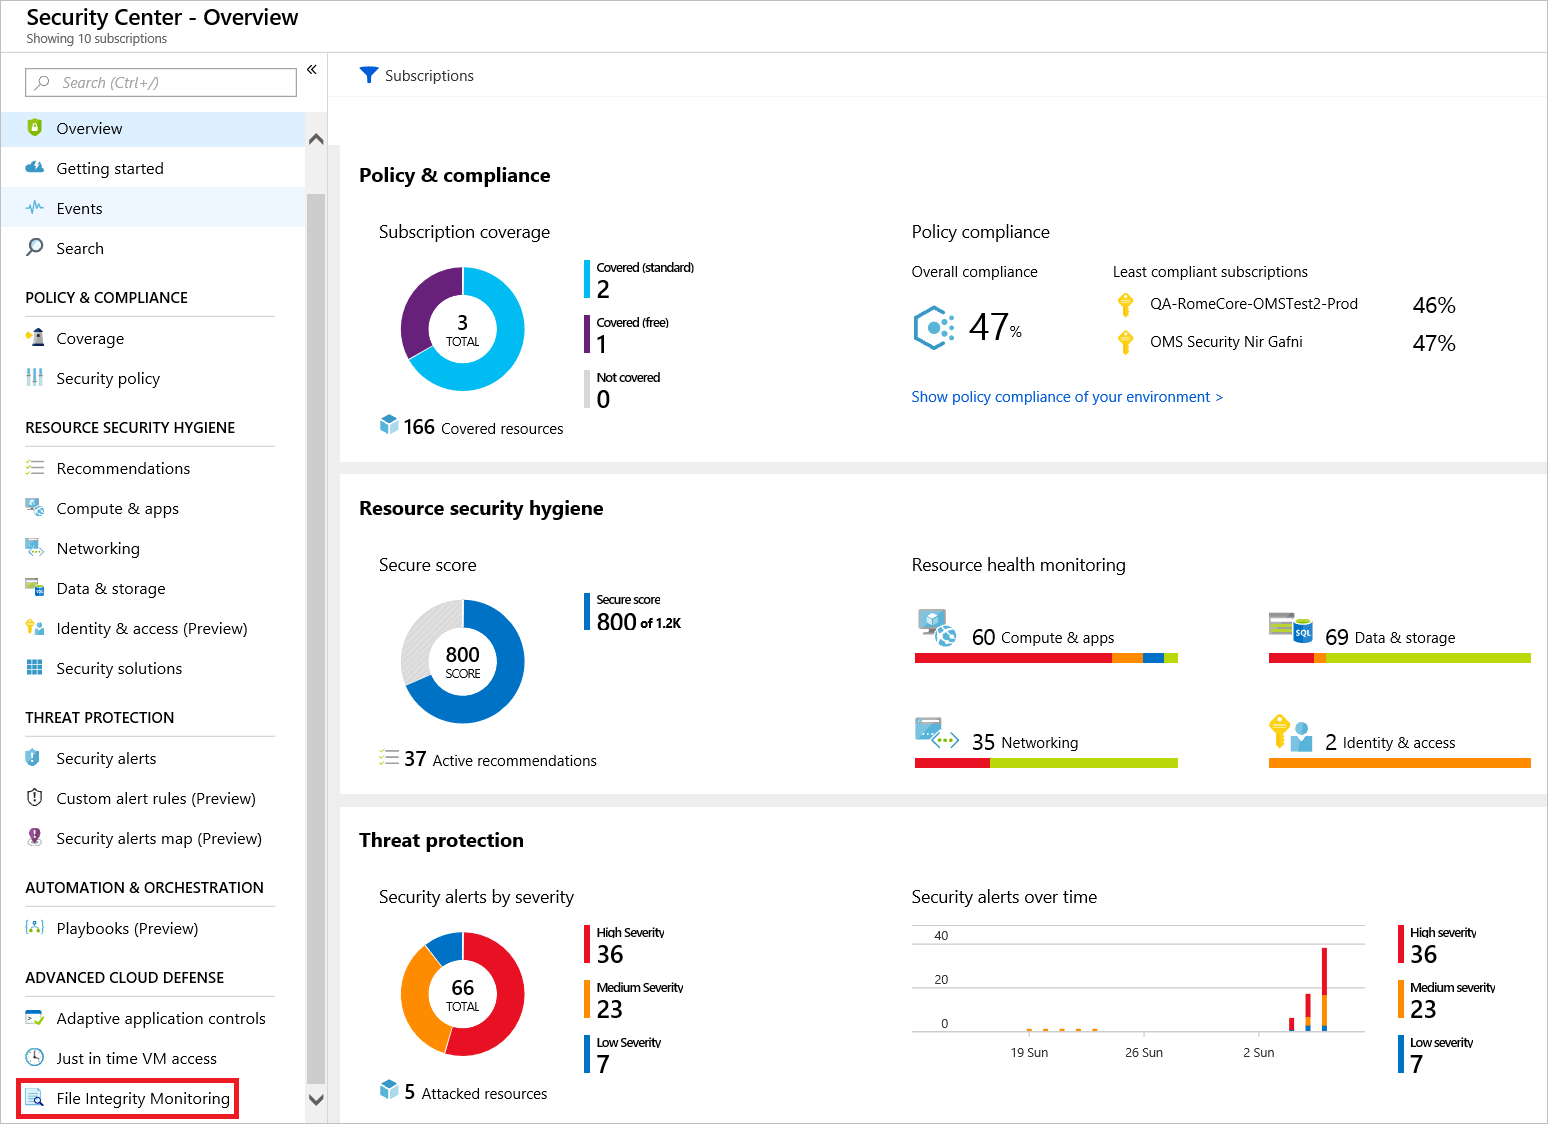 Security Center - Overview
Showing 10 subscriptions
Search (Ctrl+/)
«
Overview
Getting started
Events
Search
POLICY & COMPLIANCE
Coverage
Security policy
RESOURCE SECURITY HYGIENE
Recommendations
Compute & apps
Networking
Data & storage
Identity & access (Preview)
Security solutions
THREAT PROTECTION
Security alerts
Custom alert rules (Preview)
Security alerts map (Preview)
AUTOMATION & ORCHESTRATION
Playbooks (Preview)
ADVANCED CLOUD DEFENSE
Adaptive application controls
Just in time VM access
File Integrity Monitoring
Subscriptions
Policy & compliance
Subscription coverage
3
TOTAL
Covered (standard)
2
Covered (free)
1
Not covered
0
166 Covered resources
Policy compliance
Overall compliance
47%
Least compliant subscriptions
QA-RomeCore-OMSTest2-Prod 46%
OMS Security Nir Gafni 47%
Show policy compliance of your environment >
Resource security hygiene
Secure score
800
SCORE
Secure score
800 of 1.2K
37 Active recommendations
Resource health monitoring
60 Compute & apps
SQL
69 Data & storage
35 Networking
2 Identity & access
Threat protection
Security alerts by severity
66
TOTAL
High Severity
36
Medium Severity
23
Low Severity
7
5 Attacked resources
Security alerts over time
40
20
0
19 Sun 26 Sun 2 Sun
High severity
36
Medium severity
23
Low severity
7